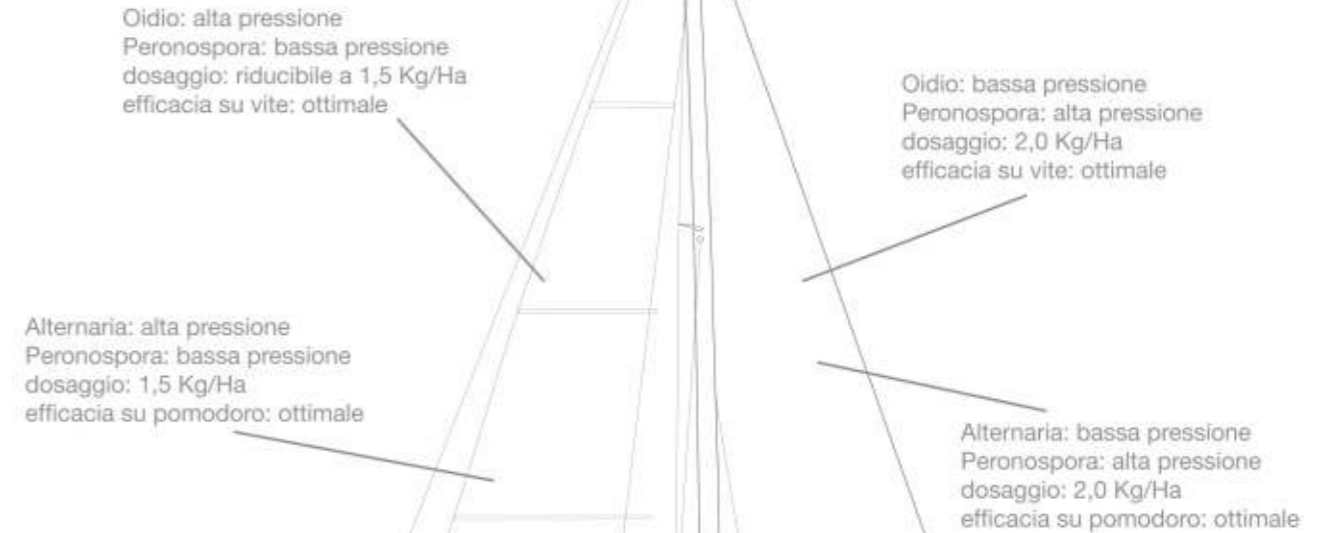 Oidio: alta pressione
Peronospora: bassa pressione
dosaggio: riducibile a 1,5 Kg/Ha
efficacia su vite: ottimale
Oidio: bassa pressione
Peronospora: alta pressione
dosaggio: 2,0 Kg/Ha
efficacia su vite: ottimale
Alternaria: alta pressione
Peronospora: bassa pressione
dosaggio: 1,5 Kg/Ha
efficacia su pomodoro: ottimale
Alternaria: bassa pressione
Peronospora: alta pressione
dosaggio: 2,0 Kg/Ha
efficacia su pomodoro: ottimale